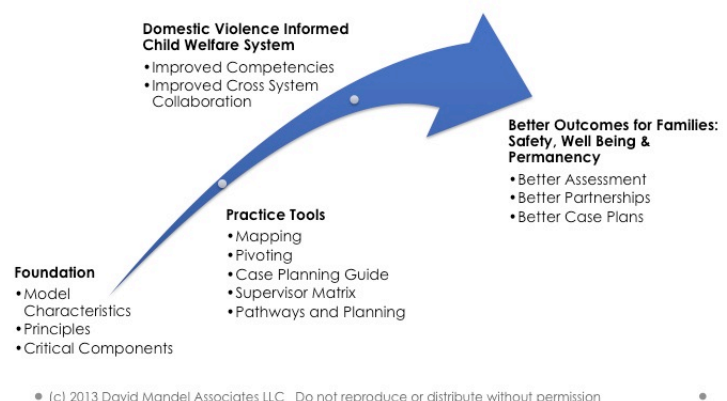 Domestic Violence Informed
Child Welfare System
•Improved Competencies
•Improved Cross System
Collaboration
Better Outcomes for Families:
Safety, Well Being &
Permanency
•Better Assessment
•Better Partnerships
•Better Case Plans
Practice Tools
•Mapping
•Pivoting
•Case Planning Guide
•Supervisor Matrix
•Pathways and Planning
Foundation
•Model
Characteristics
•Principles
•Critical Components
(c) 2013 David Mandel Associates LLC Do not reproduce or distribute without permission